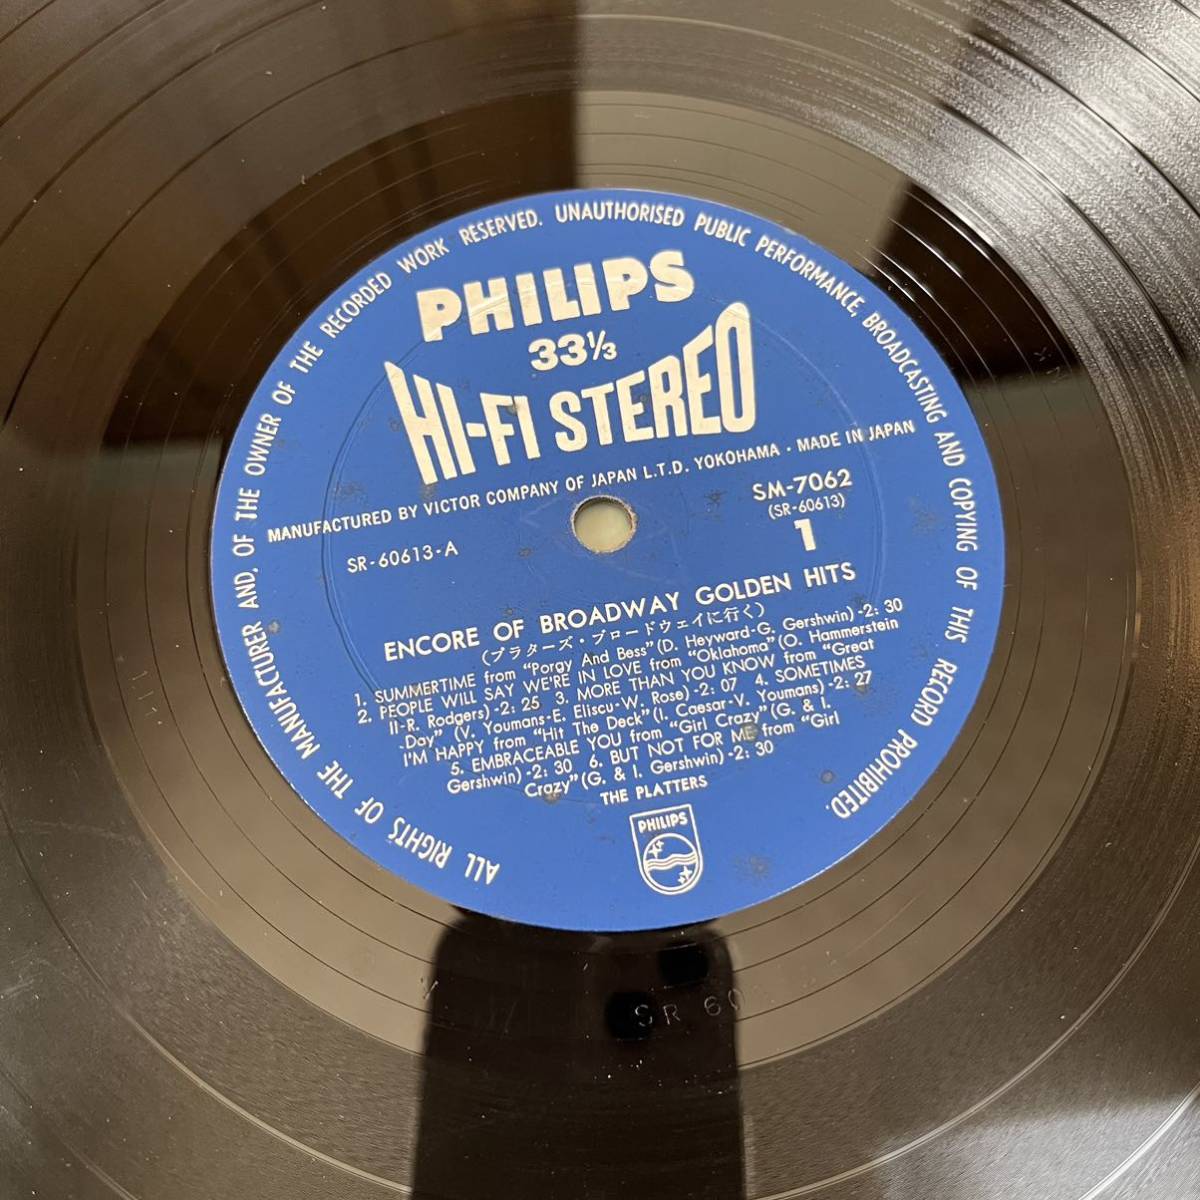 ALL RIGHTS OF THE MANUFACTURER AND, OF THE OWNER OF THE RECORDED WORK RESERVED. UNAUTHORISED PUBLIC PERFORMANCE, BROADCASTING AND COPYING OF THIS RECORD PROHIBITED.
PHILIPS
33⅓
HI-FI STEREO
MANUFACTURED BY VICTOR COMPANY OF JAPAN L.T.D. YOKOHAMA · MADE IN JAPAN
SM-7062
(SR-60613)
SR-60613-A
1
ENCORE OF BROADWAY GOLDEN HITS
(プラターズ・ブロードウェイに行く)
1. SUMMERTIME from "Porgy And Bess" (D. Heyward-G. Gershwin)-2:30
2. PEOPLE WILL SAY WE'RE IN LOVE from "Oklahoma" (O. Hammerstein
II-R. Rodgers)-2:25 3. MORE THAN YOU KNOW from "Great
Day" (V. Youmans-E. Eliscu-W. Rose)-2:07 4. SOMETIMES
I'M HAPPY from "Hit The Deck" (I. Caesar-V. Youmans)-2:27
5. EMBRACEABLE YOU from "Girl Crazy" (G. & I.
Gershwin)-2:30 6. BUT NOT FOR ME from "Girl
Crazy" (G. & I. Gershwin)-2:30
THE PLATTERS
PHILIPS
SR 60